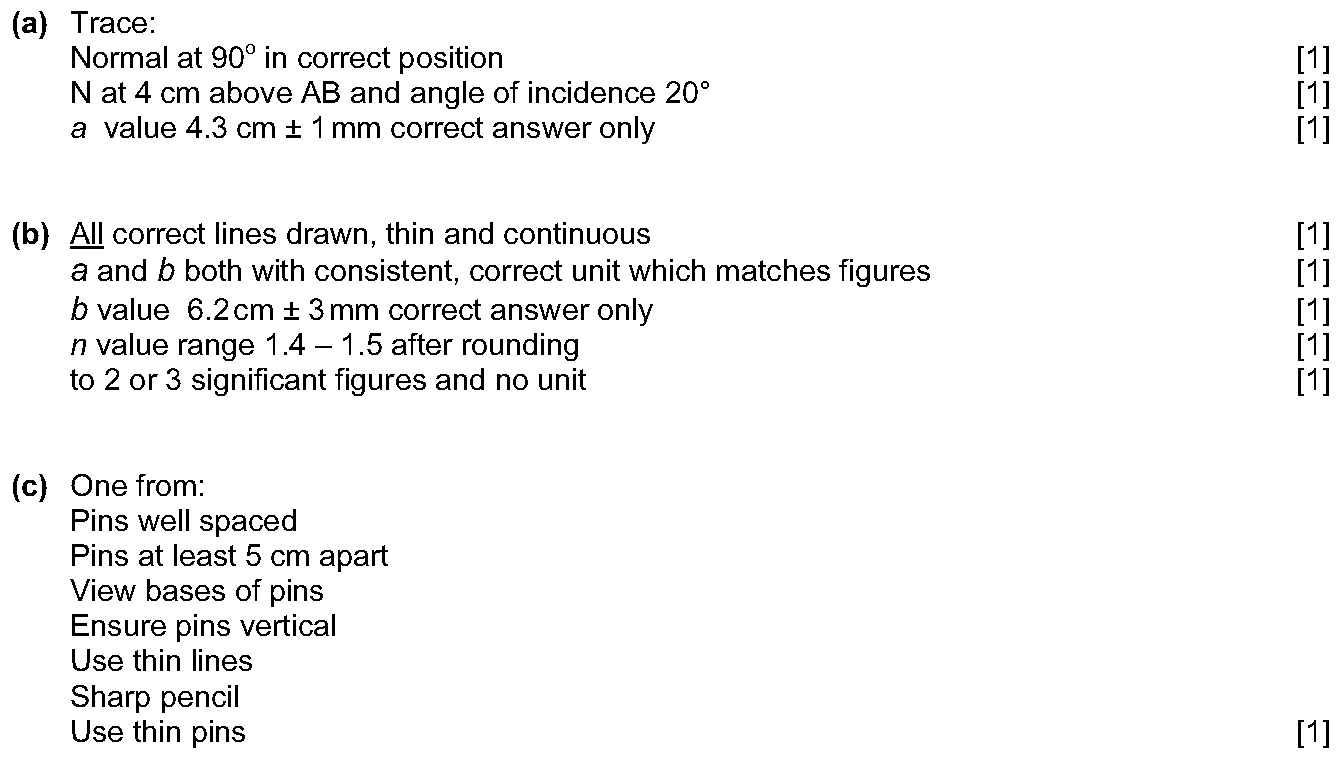 (a) Trace:
Normal at 90° in correct position [1]
N at 4 cm above AB and angle of incidence 20° [1]
a value 4.3 cm ± 1 mm correct answer only [1]
(b) All correct lines drawn, thin and continuous [1]
a and b both with consistent, correct unit which matches figures [1]
b value 6.2 cm ± 3 mm correct answer only [1]
n value range 1.4 – 1.5 after rounding [1]
to 2 or 3 significant figures and no unit [1]
(c) One from:
Pins well spaced
Pins at least 5 cm apart
View bases of pins
Ensure pins vertical
Use thin lines
Sharp pencil
Use thin pins [1]